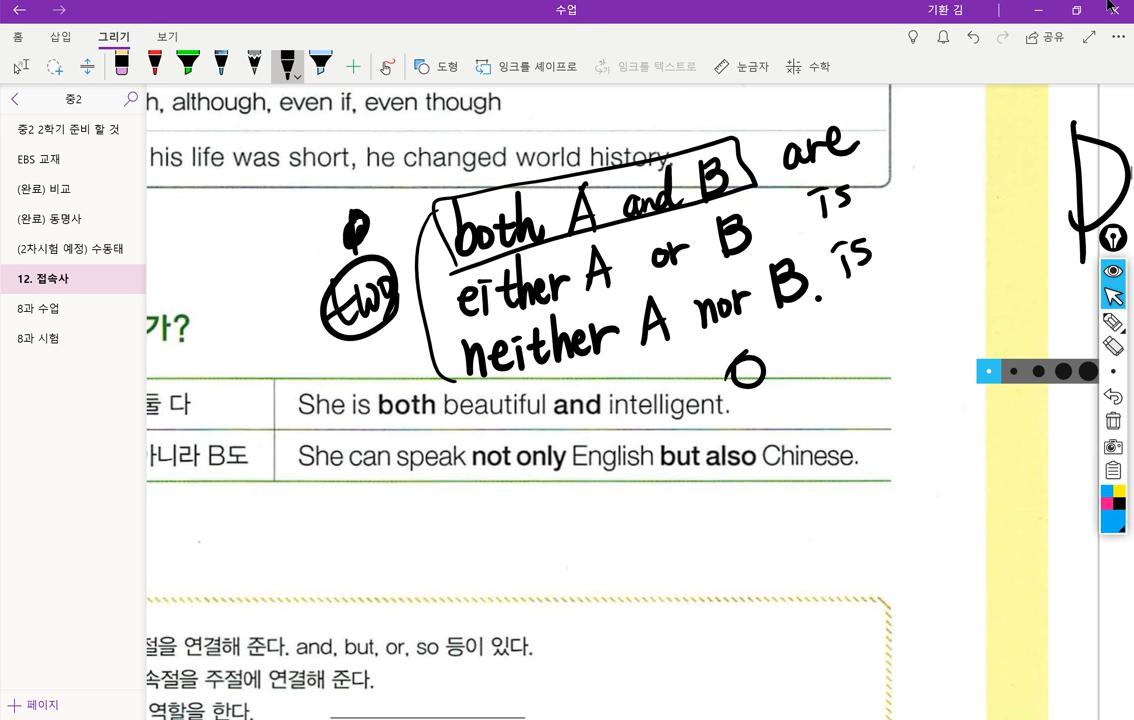 수업
기환 김
홈 삽입 그리기 보기
공유
도형 잉크를 셰이프로 잉크를 텍스트로 눈금자 수학
중2
중2 2학기 준비 할 것
EBS 교재
(완료) 비교
(완료) 동명사
(2차시험 예정) 수동태
12. 접속사
8과 수업
8과 시험
페이지
h, although, even if, even though
his life was short, he changed world history.
both A and B are
either A or B is
neither A nor B. is
two
가?
둘 다 She is both beautiful and intelligent.
아니라 B도 She can speak not only English but also Chinese.
절을 연결해 준다. and, but, or, so 등이 있다.
속절을 주절에 연결해 준다.
역할을 한다.